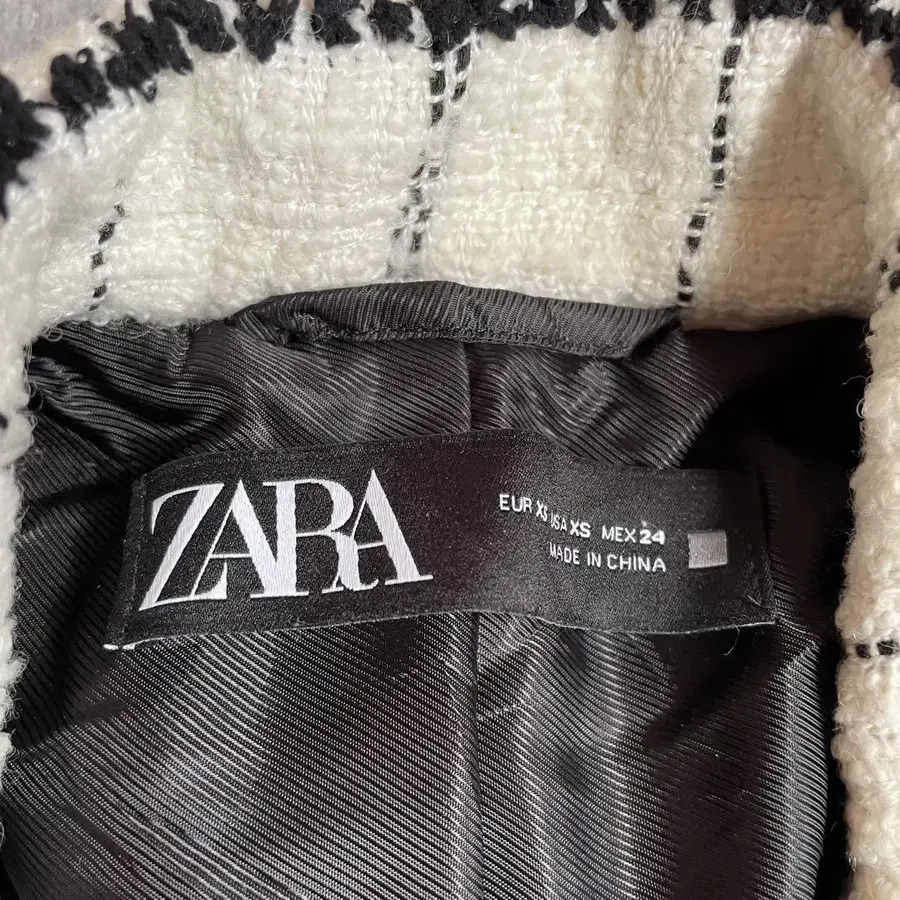 ZARA
EUR XS USA XS MEX 24
MADE IN CHINA